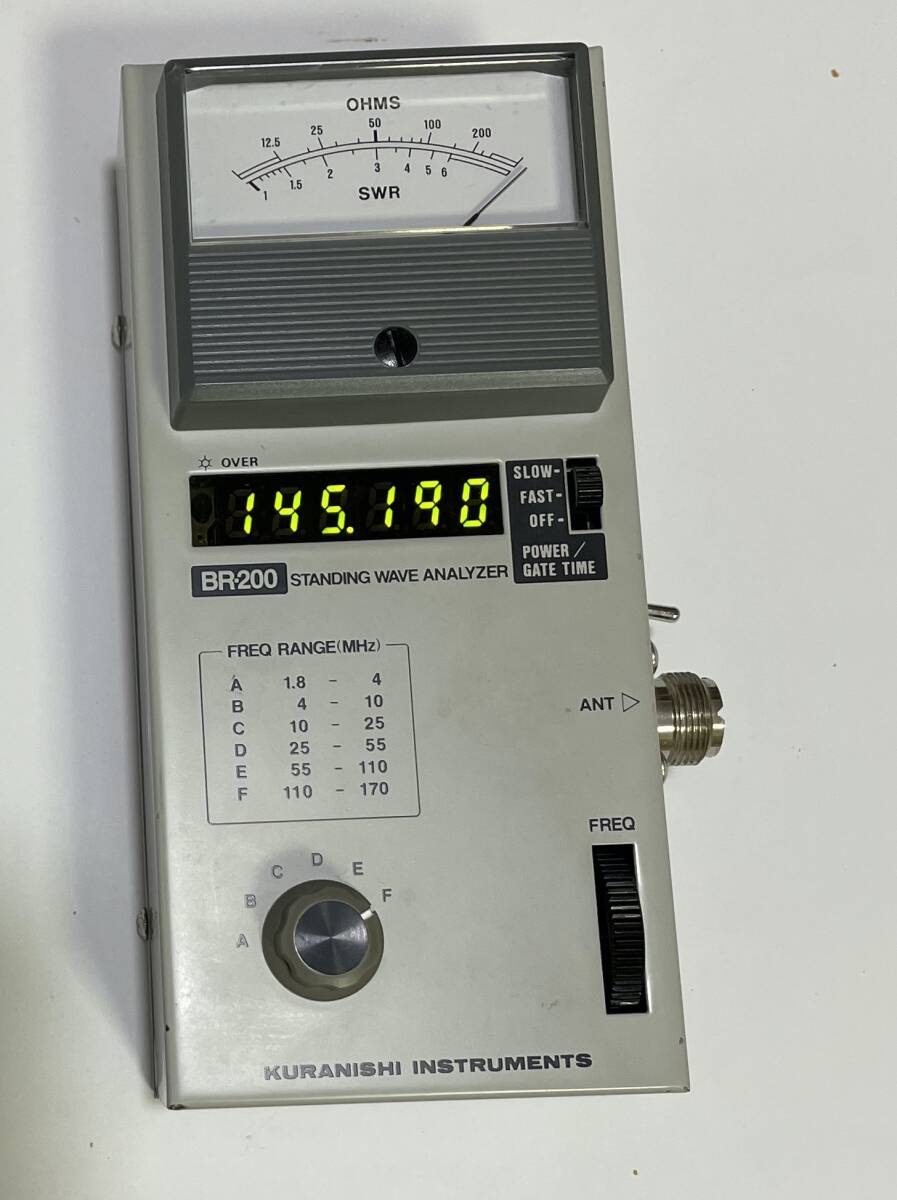 OHMS
12.5 25 50 100 200
1 1.5 2 3 4 5 6
SWR
OVER
145.190
SLOW-
FAST-
OFF-
POWER /
GATE TIME
BR-200 STANDING WAVE ANALYZER
FREQ RANGE(MHz)
A 1.8 - 4
B 4 - 10
C 10 - 25
D 25 - 55
E 55 - 110
F 110 - 170
ANT ▷
FREQ
A B C D E F
KURANISHI INSTRUMENTS